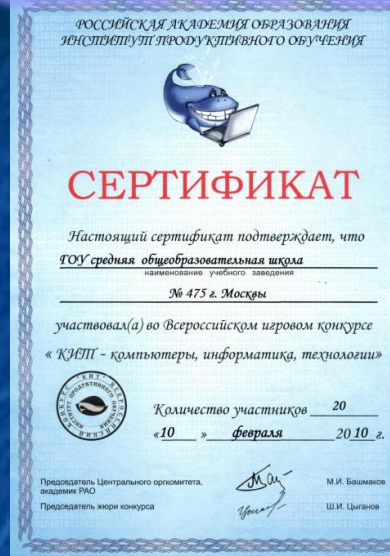 РОССИЙСКАЯ АКАДЕМИЯ ОБРАЗОВАНИЯ
ИНСТИТУТ ПРОДУКТИВНОГО ОБУЧЕНИЯ
СЕРТИФИКАТ
Настоящий сертификат подтверждает, что
ГОУ средняя общеобразовательная школа
наименование учебного заведения
№ 475 г. Москвы
участвовал(а) во Всероссийском игровом конкурсе
« КИТ - компьютеры, информатика, технологии»
Количество участников 20
«10 » февраля 2010 г.
Председатель Центрального оргкомитета,
академик РАО
М.И. Башмаков
Председатель жюри конкурса
Ш.И. Цыганов